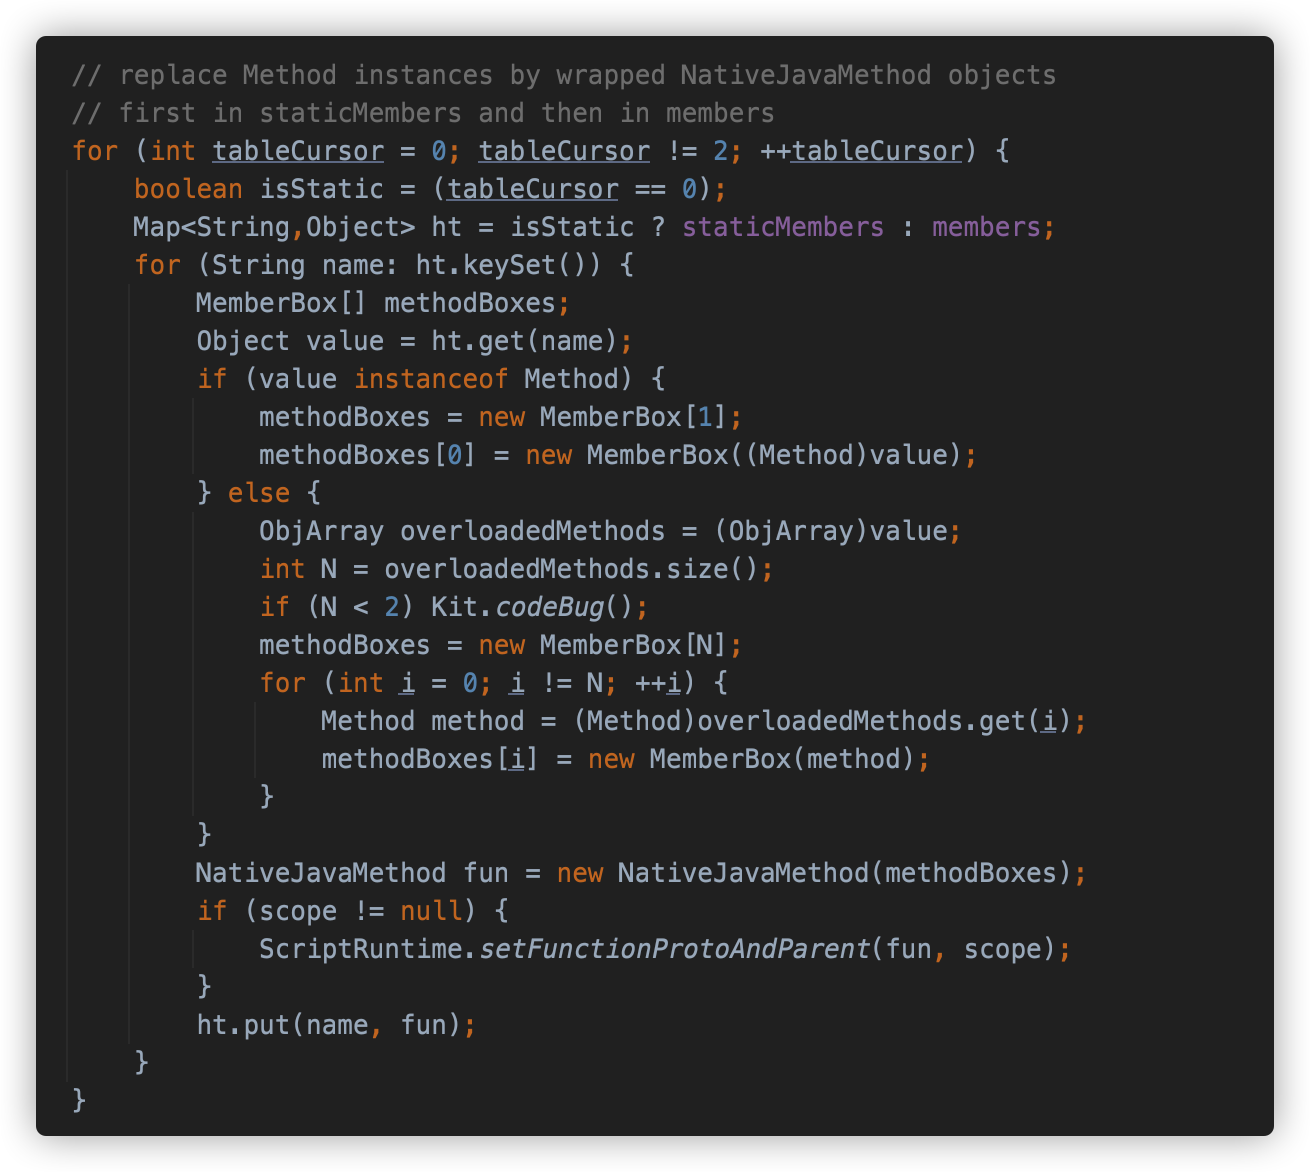 // replace Method instances by wrapped NativeJavaMethod objects
// first in staticMembers and then in members
for (int tableCursor = 0; tableCursor != 2; ++tableCursor) {
    boolean isStatic = (tableCursor == 0);
    Map<String,Object> ht = isStatic ? staticMembers : members;
    for (String name: ht.keySet()) {
        MemberBox[] methodBoxes;
        Object value = ht.get(name);
        if (value instanceof Method) {
            methodBoxes = new MemberBox[1];
            methodBoxes[0] = new MemberBox((Method)value);
        } else {
            ObjArray overloadedMethods = (ObjArray)value;
            int N = overloadedMethods.size();
            if (N < 2) Kit.codeBug();
            methodBoxes = new MemberBox[N];
            for (int i = 0; i != N; ++i) {
                Method method = (Method)overloadedMethods.get(i);
                methodBoxes[i] = new MemberBox(method);
            }
        }
        NativeJavaMethod fun = new NativeJavaMethod(methodBoxes);
        if (scope != null) {
            ScriptRuntime.setFunctionProtoAndParent(fun, scope);
        }
        ht.put(name, fun);
    }
}